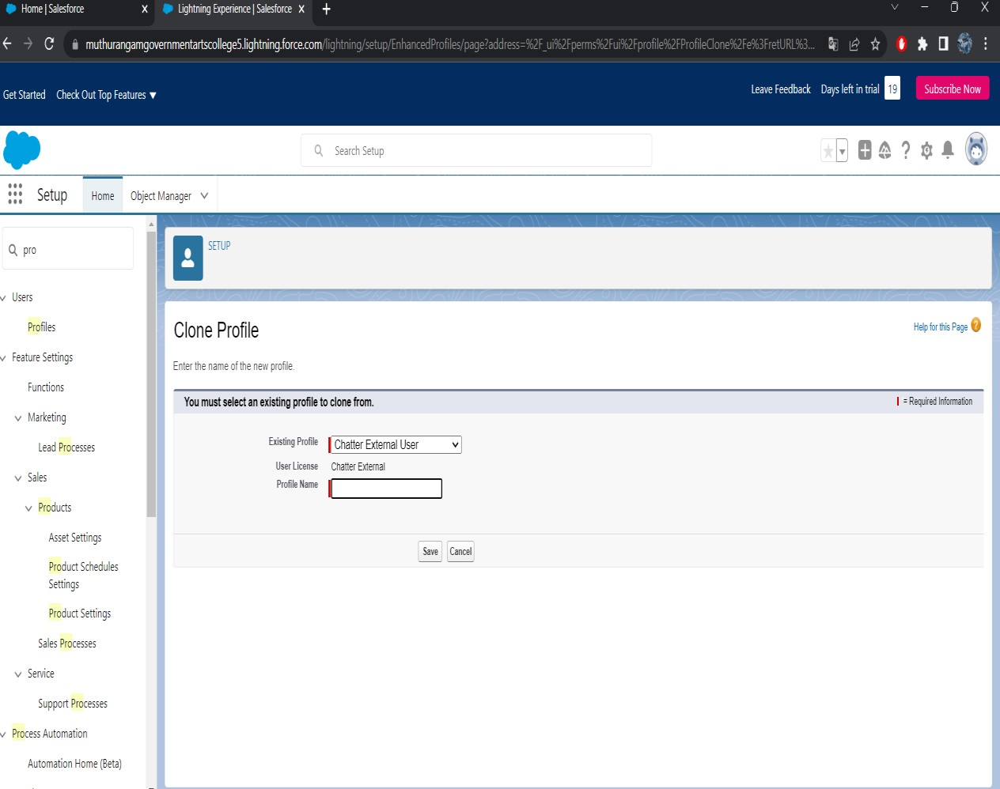 Home | Salesforce
Lightning Experience | Salesforce
muthurangamgovernmentartscollege5.lightning.force.com/lightning/setup/EnhancedProfiles/page?address=%2F_ui%2Fperms%2Fui%2Fprofile%2FProfileClone%2Fe%3FretURL%3...
Get Started Check Out Top Features ▼
Leave Feedback Days left in trial 19 Subscribe Now
Search Setup
Setup Home Object Manager
pro
Users
Profiles
Feature Settings
Functions
Marketing
Lead Processes
Sales
Products
Asset Settings
Product Schedules
Settings
Product Settings
Sales Processes
Service
Support Processes
Process Automation
Automation Home (Beta)
SETUP
Clone Profile
Help for this Page ?
Enter the name of the new profile.
You must select an existing profile to clone from.
= Required Information
Existing Profile Chatter External User
User License Chatter External
Profile Name
Save Cancel